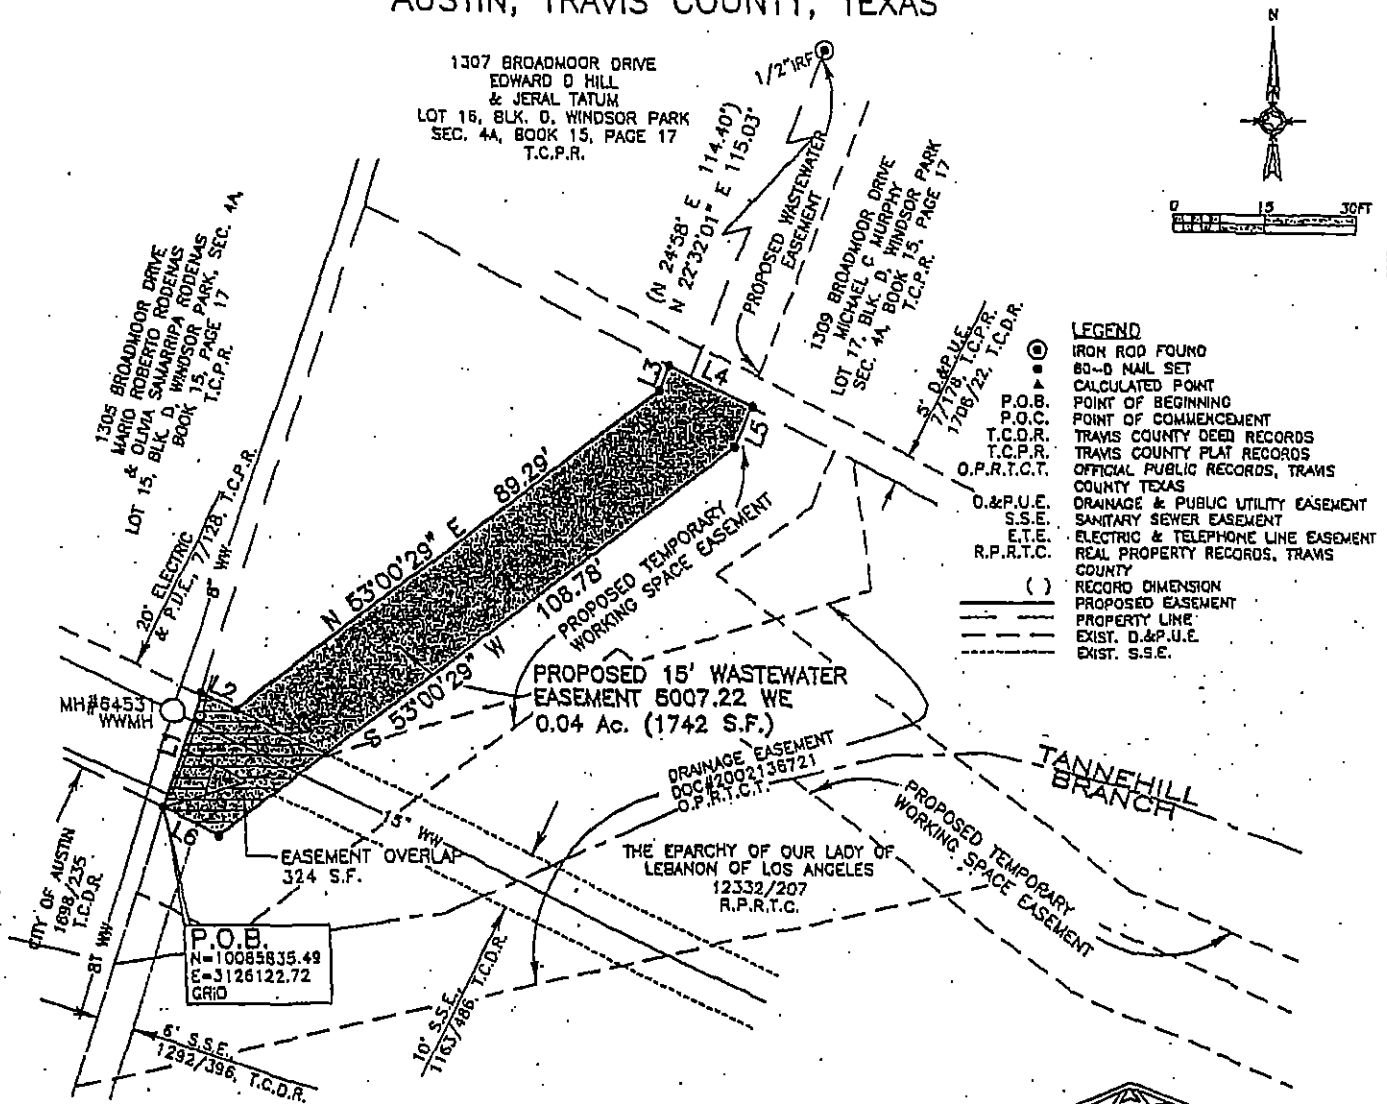 AUSTIN, TRAVIS COUNTY, TEXAS
1307 BROADMOOR DRIVE
EDWARD D HILL
& JERAL TATUM
LOT 16, BLK. D, WINDSOR PARK
SEC. 4A, BOOK 15, PAGE 17
T.C.P.R.
1/2"IRF
N
0 15 30FT
(N 24°58' E 114.40')
N 22°32'01" E 115.03'
PROPOSED WASTEWATER
EASEMENT
1309 BROADMOOR DRIVE
MICHAEL C MURPHY
LOT 17, BLK. D, WINDSOR PARK
SEC. 4A, BOOK 15, PAGE 17
T.C.P.R.
1305 BROADMOOR DRIVE
MARIO ROBERTO RODENAS
& OLIVIA SAMARRIPA RODENAS
LOT 15, BLK. D, WINDSOR PARK, SEC. 4A,
BOOK 15, PAGE 17
T.C.P.R.
5' D.&P.U.E.
7/178, T.C.P.R.
1706/22, T.C.D.R.
LEGEND
IRON ROD FOUND
60-D NAIL SET
CALCULATED POINT
P.O.B. POINT OF BEGINNING
P.O.C. POINT OF COMMENCEMENT
T.C.D.R. TRAVIS COUNTY DEED RECORDS
T.C.P.R. TRAVIS COUNTY PLAT RECORDS
O.P.R.T.C.T. OFFICIAL PUBLIC RECORDS, TRAVIS
COUNTY TEXAS
D.&P.U.E. DRAINAGE & PUBLIC UTILITY EASEMENT
S.S.E. SANITARY SEWER EASEMENT
E.T.E. ELECTRIC & TELEPHONE LINE EASEMENT
R.P.R.T.C. REAL PROPERTY RECORDS, TRAVIS
COUNTY
( ) RECORD DIMENSION
PROPOSED EASEMENT
PROPERTY LINE
EXIST. D.&P.U.E.
EXIST. S.S.E.
L3
L4
L5
N 53°00'29" E 89.29'
S 53°00'29" W 108.78'
PROPOSED TEMPORARY
WORKING SPACE EASEMENT
20' ELECTRIC
& P.U.E., 7/128, T.C.P.R.
8" WW
L2
MH#64531
WWMH
L1
L6
PROPOSED 15' WASTEWATER
EASEMENT 5007.22 WE
0.04 Ac. (1742 S.F.)
DRAINAGE EASEMENT
DOC#2002136721
O.P.R.T.C.T.
TANNEHILL
BRANCH
PROPOSED TEMPORARY
WORKING SPACE EASEMENT
15" WW
EASEMENT OVERLAP
324 S.F.
THE EPARCHY OF OUR LADY OF
LEBANON OF LOS ANGELES
12332/207
R.P.R.T.C.
CITY OF AUSTIN
1698/235
T.C.D.R.
8" WW
P.O.B.
N=10085835.49
E=3126122.72
GRID
10' S.S.E.,
1163/486, T.C.D.R.
6' S.S.E.,
1292/396, T.C.D.R.